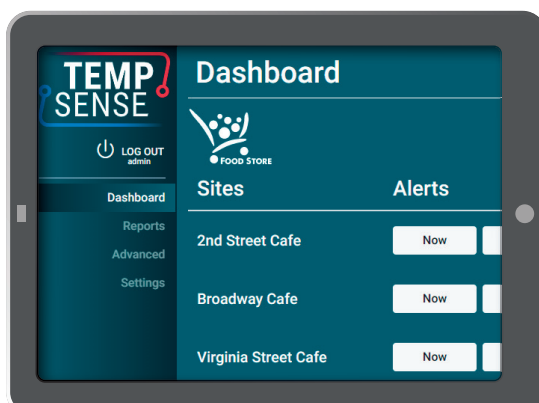 TEMP
SENSE
LOG OUT
admin
Dashboard
Reports
Advanced
Settings
Dashboard
FOOD STORE
Sites Alerts
2nd Street Cafe Now
Broadway Cafe Now
Virginia Street Cafe Now